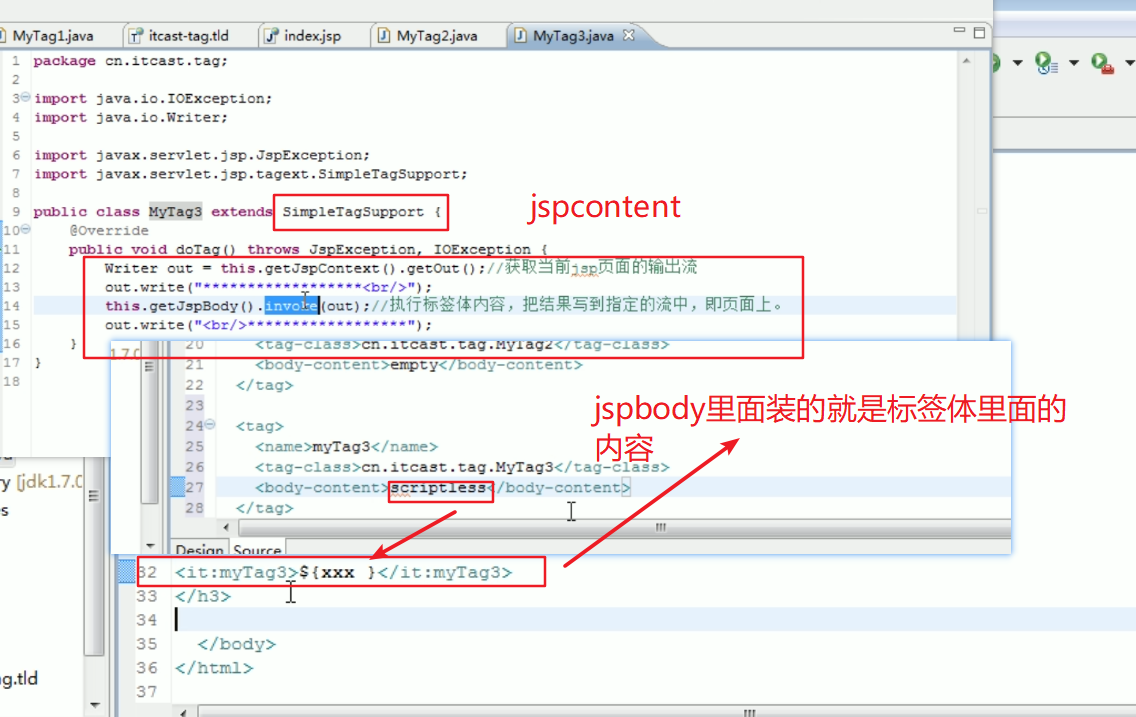 MyTag1.java
itcast-tag.tld
index.jsp
MyTag2.java
MyTag3.java
1 package cn.itcast.tag;
2
3 import java.io.IOException;
4 import java.io.Writer;
5
6 import javax.servlet.jsp.JspException;
7 import javax.servlet.jsp.tagext.SimpleTagSupport;
8
9 public class MyTag3 extends SimpleTagSupport {
jspcontent
10 @Override
11 public void doTag() throws JspException, IOException {
12 Writer out = this.getJspContext().getOut();//获取当前jsp页面的输出流
13 out.write("******************<br/>");
14 this.getJspBody().invoke(out);//执行标签体内容，把结果写到指定的流中，即页面上。
15 out.write("<br/>******************");
16 }
17 }
18
1.7.0
20 <tag-class>cn.itcast.tag.MyTag2</tag-class>
21 <body-content>empty</body-content>
22 </tag>
23
24 <tag>
25 <name>myTag3</name>
26 <tag-class>cn.itcast.tag.MyTag3</tag-class>
27 <body-content>scriptless</body-content>
28 </tag>
jspbody里面装的就是标签体里面的
内容
Design Source
ry [jdk1.7.0
es
32 <it:myTag3>${xxx }</it:myTag3>
33 </h3>
34
35 </body>
36 </html>
37
ag.tld